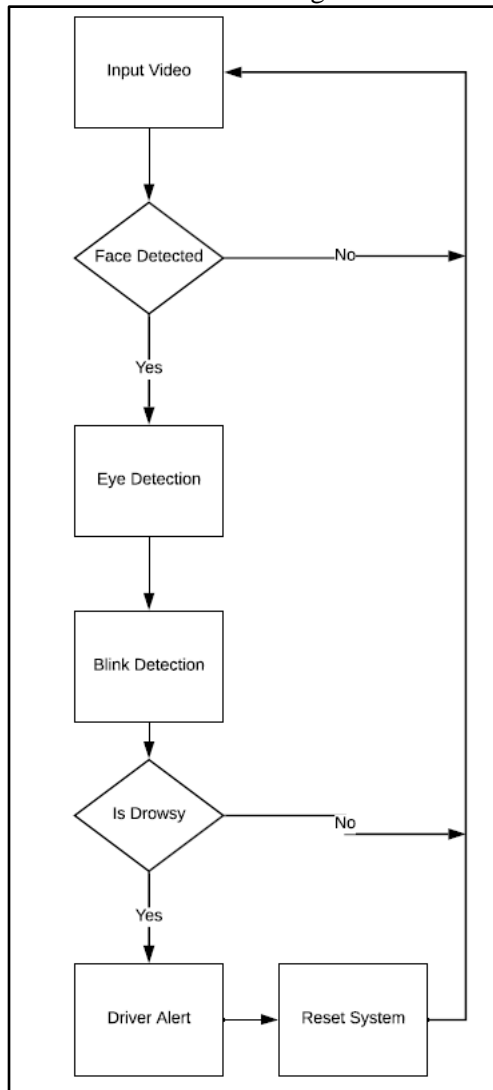 Input Video
Face Detected
No
Yes
Eye Detection
Blink Detection
Is Drowsy
No
Yes
Driver Alert
Reset System